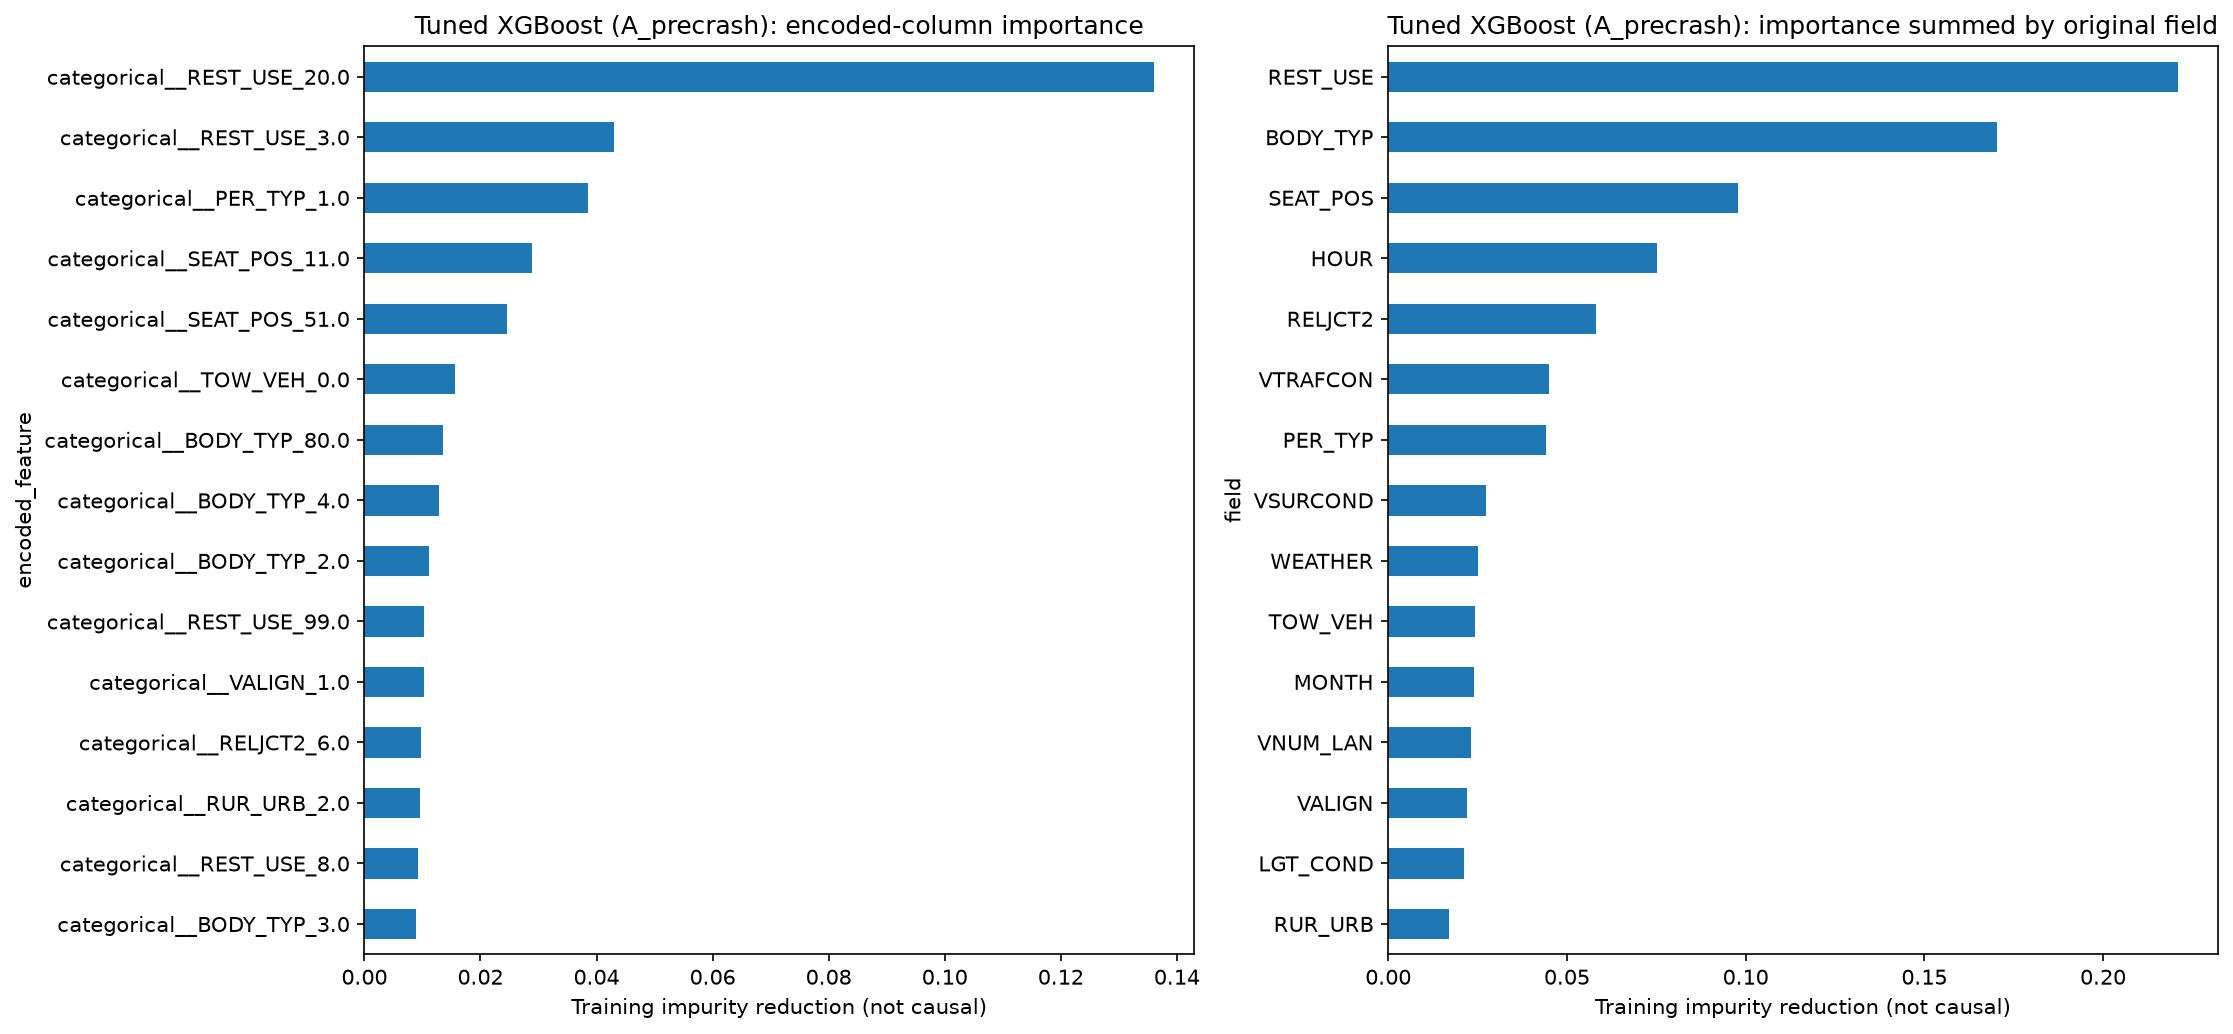 Tuned XGBoost (A_precrash): encoded-column importance
encoded_feature
categorical__REST_USE_20.0
categorical__REST_USE_3.0
categorical__PER_TYP_1.0
categorical__SEAT_POS_11.0
categorical__SEAT_POS_51.0
categorical__TOW_VEH_0.0
categorical__BODY_TYP_80.0
categorical__BODY_TYP_4.0
categorical__BODY_TYP_2.0
categorical__REST_USE_99.0
categorical__VALIGN_1.0
categorical__RELJCT2_6.0
categorical__RUR_URB_2.0
categorical__REST_USE_8.0
categorical__BODY_TYP_3.0
0.00 0.02 0.04 0.06 0.08 0.10 0.12 0.14
Training impurity reduction (not causal)
Tuned XGBoost (A_precrash): importance summed by original field
field
REST_USE
BODY_TYP
SEAT_POS
HOUR
RELJCT2
VTRAFCON
PER_TYP
VSURCOND
WEATHER
TOW_VEH
MONTH
VNUM_LAN
VALIGN
LGT_COND
RUR_URB
0.00 0.05 0.10 0.15 0.20
Training impurity reduction (not causal)